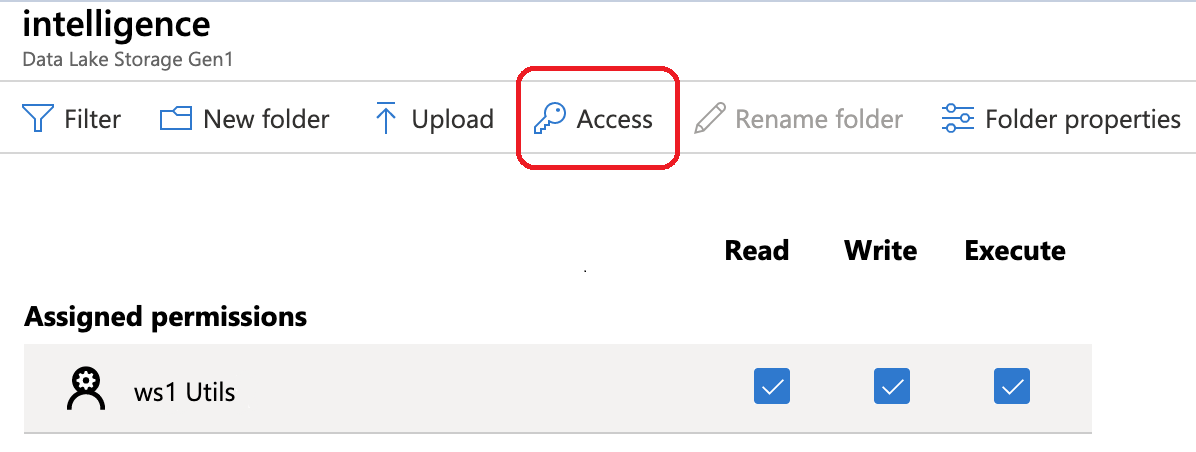 intelligence
Data Lake Storage Gen1
Filter New folder Upload Access Rename folder Folder properties
Read Write Execute
Assigned permissions
ws1 Utils